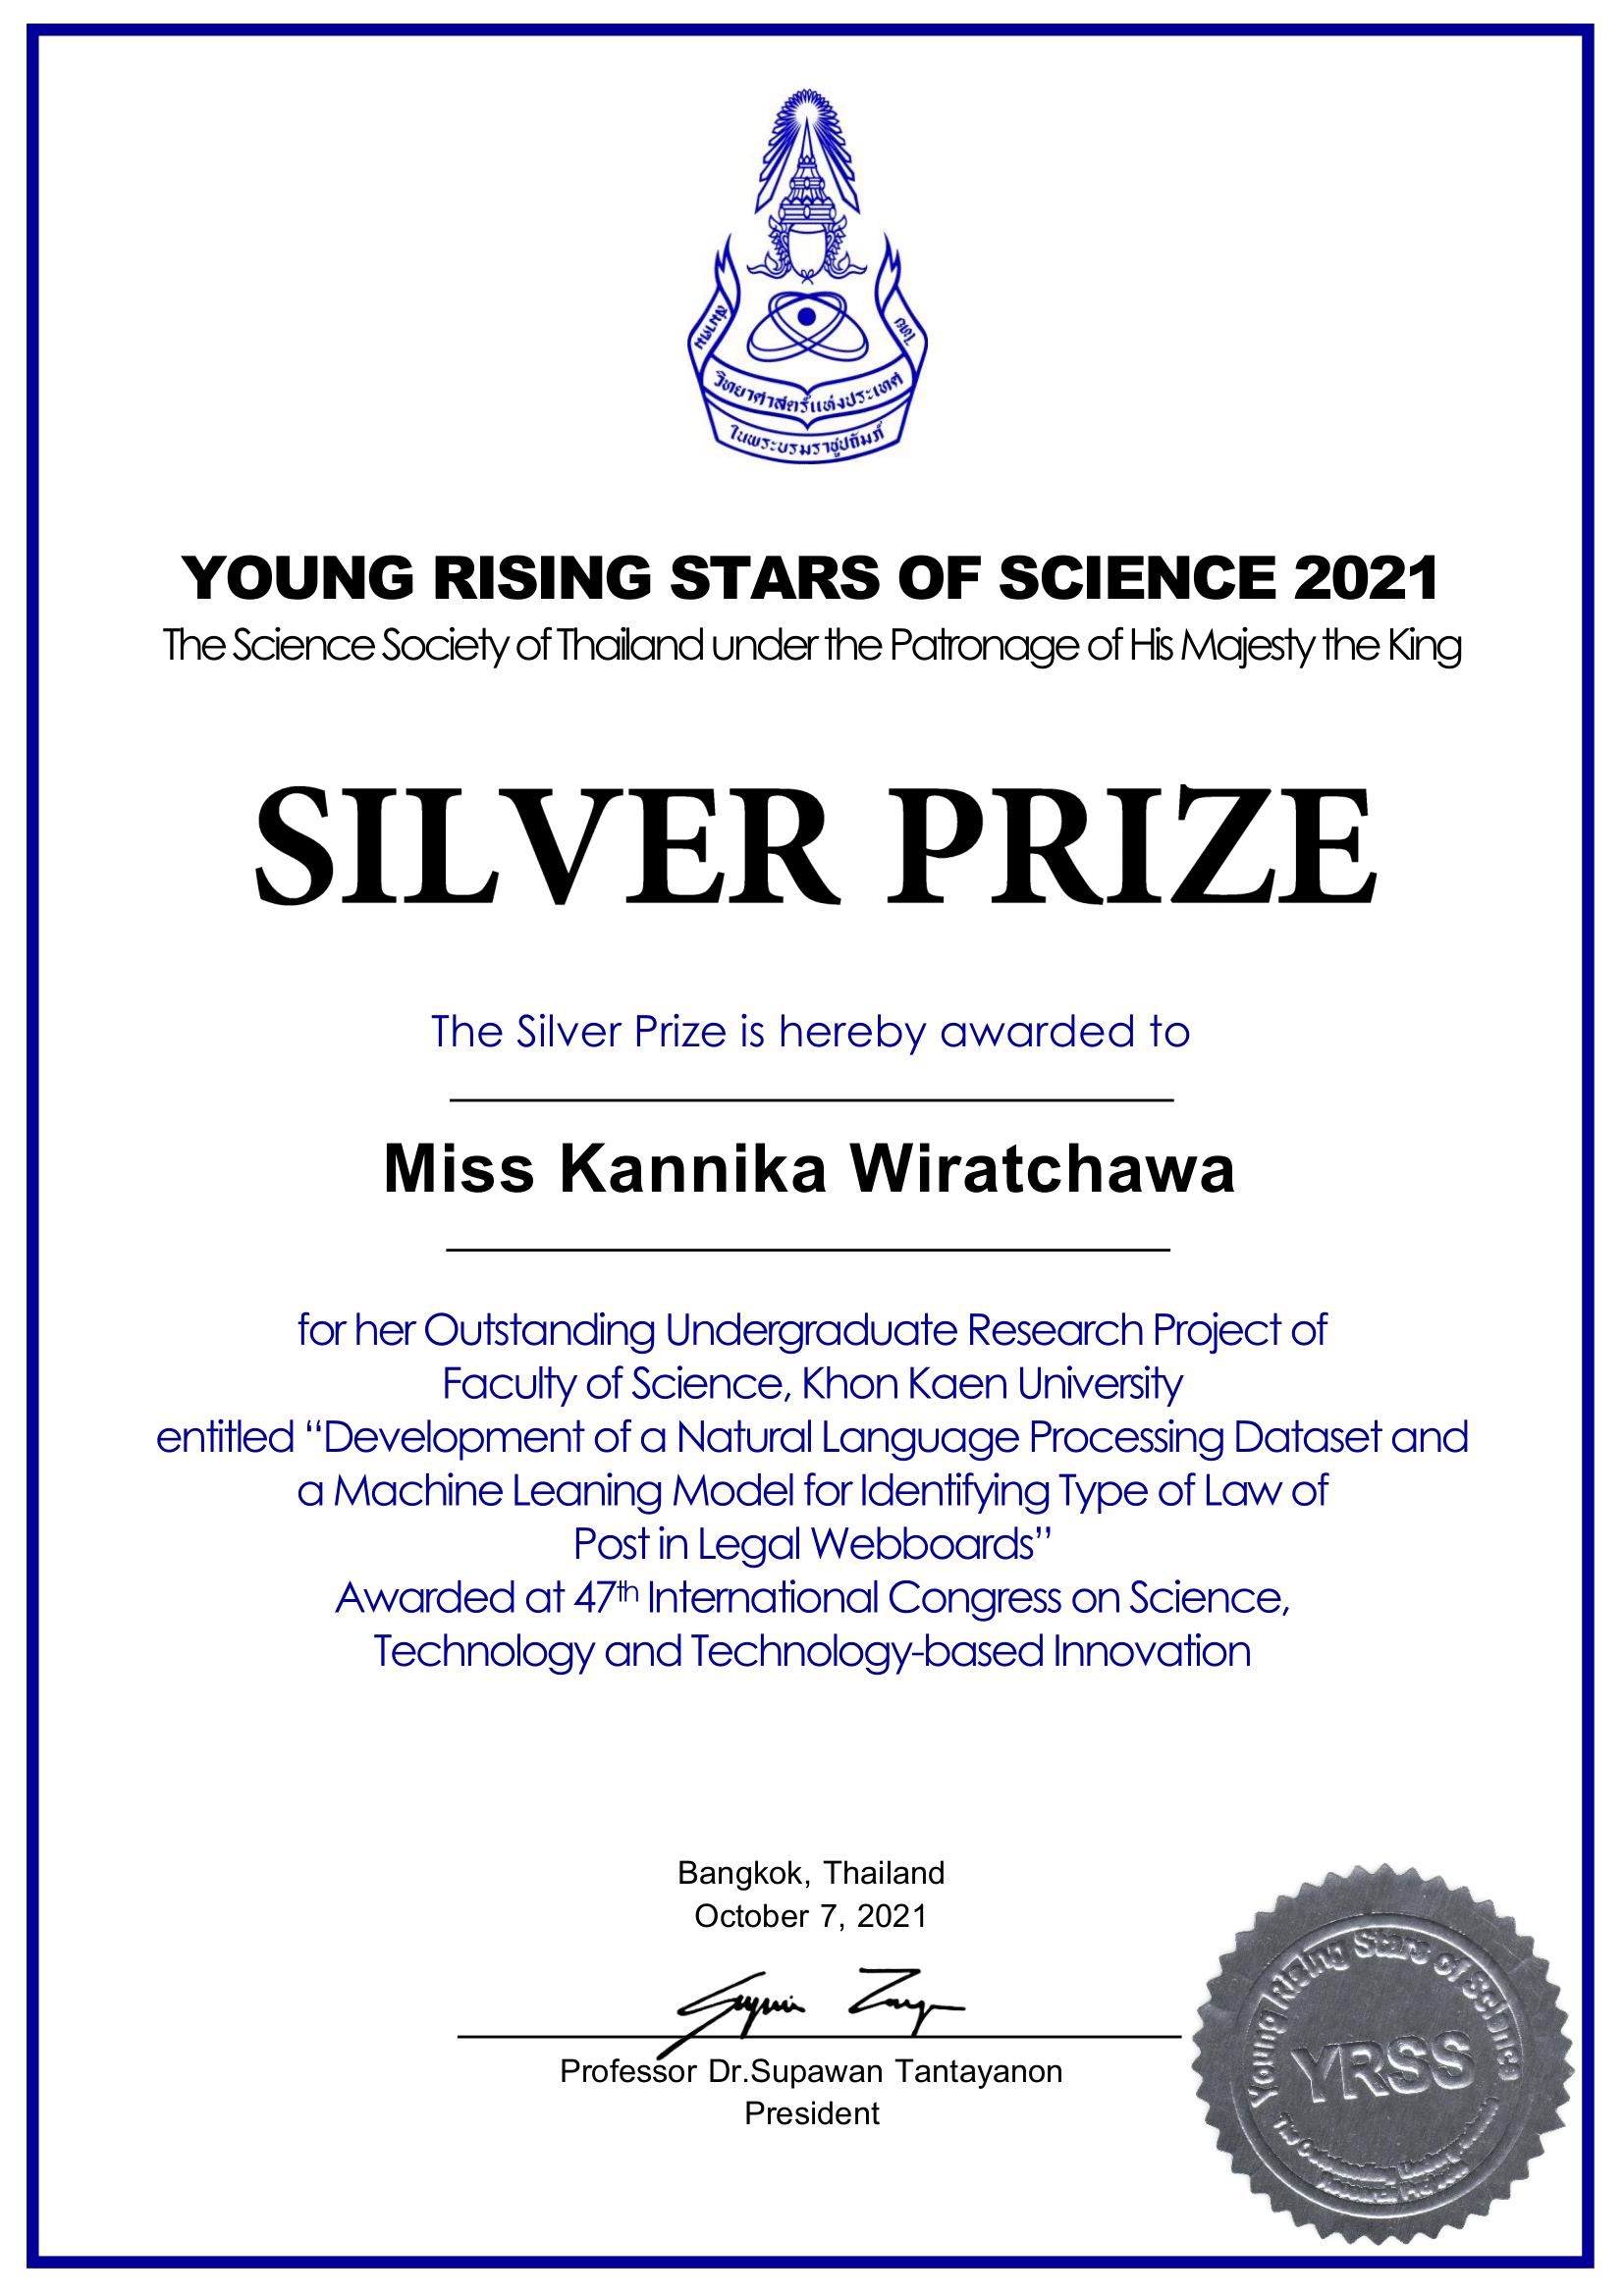 สมาคม
วิทยาศาสตร์แห่งประเทศ
ไทย
ในพระบรมราชูปถัมภ์
YOUNG RISING STARS OF SCIENCE 2021
The Science Society of Thailand under the Patronage of His Majesty the King
SILVER PRIZE
The Silver Prize is hereby awarded to
Miss Kannika Wiratchawa
for her Outstanding Undergraduate Research Project of
Faculty of Science, Khon Kaen University
entitled “Development of a Natural Language Processing Dataset and
a Machine Leaning Model for Identifying Type of Law of
Post in Legal Webboards”
Awarded at 47th International Congress on Science,
Technology and Technology-based Innovation
Bangkok, Thailand
October 7, 2021
Professor Dr.Supawan Tantayanon
President
Young Rising Stars of Science
YRSS